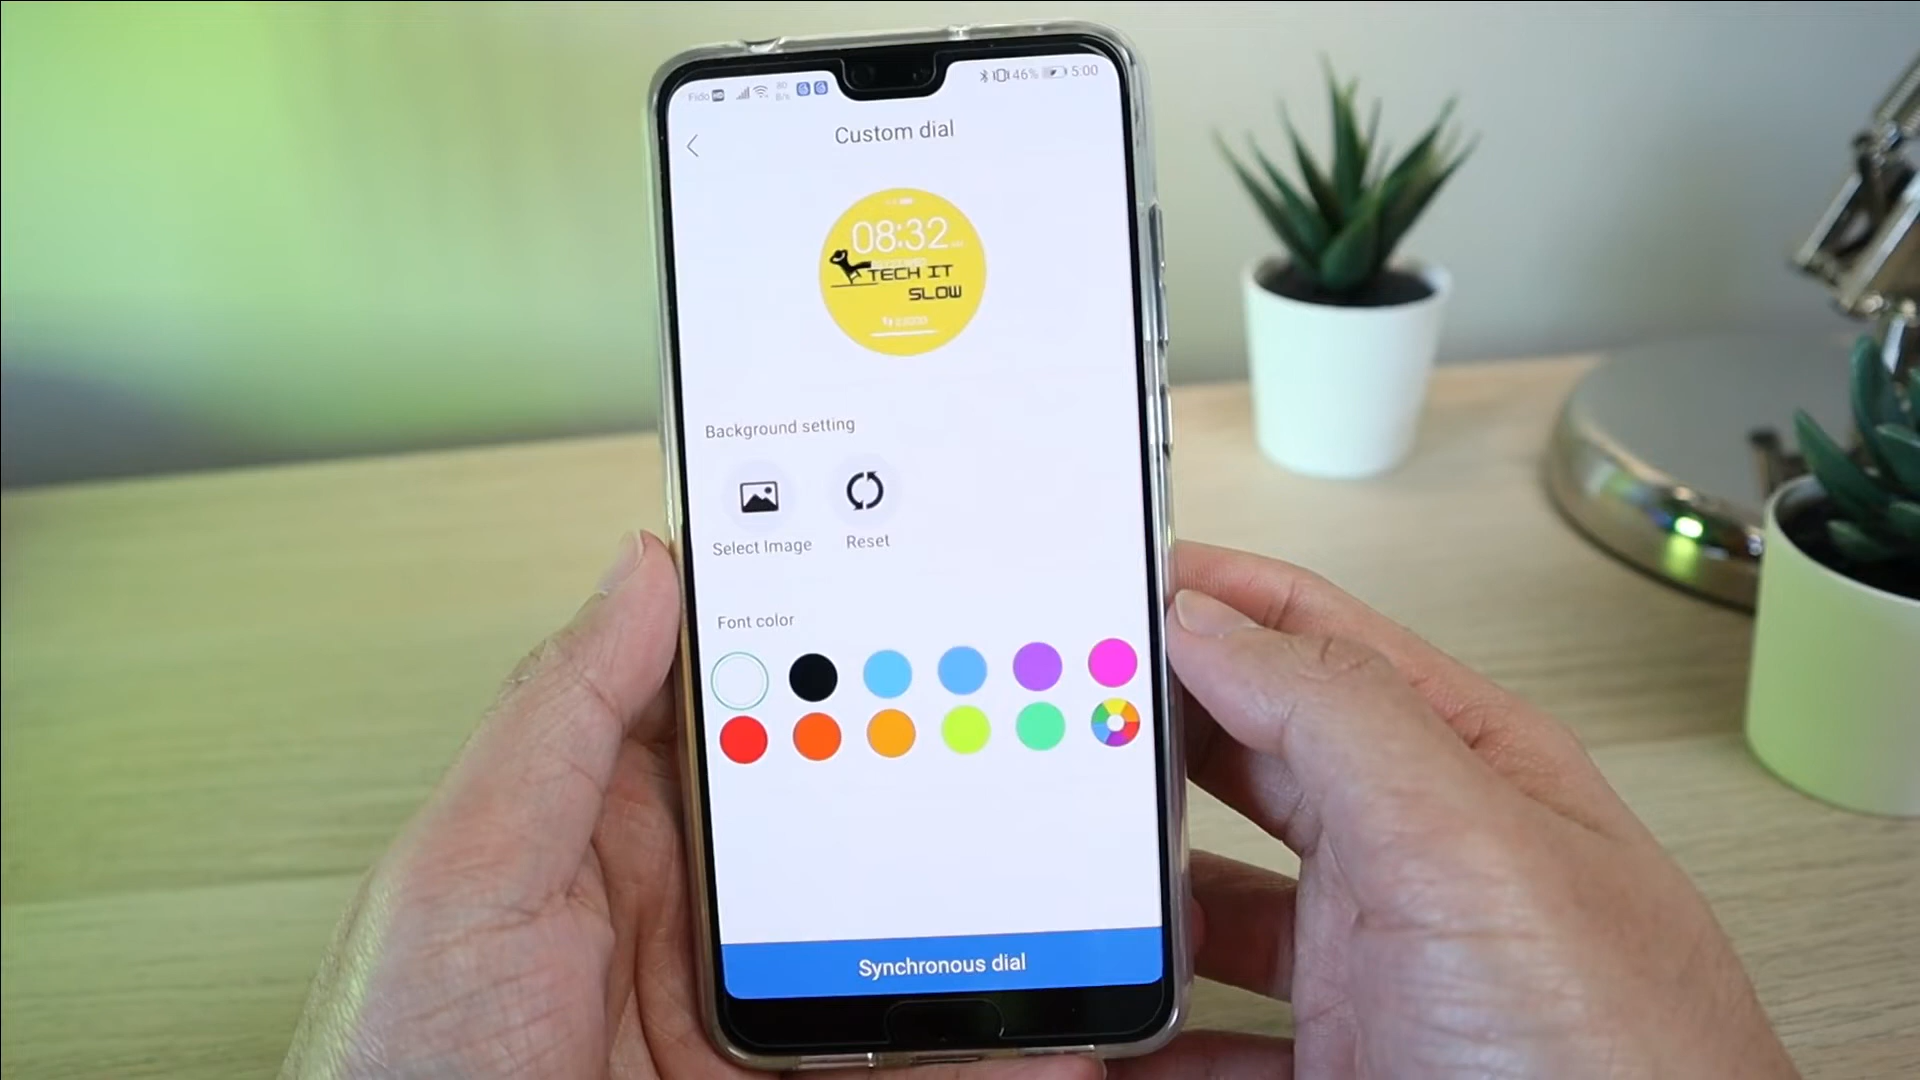 Fido HD 46% 5:00
Custom dial
08:32
TECH IT
SLOW
Background setting
Select Image Reset
Font color
Synchronous dial